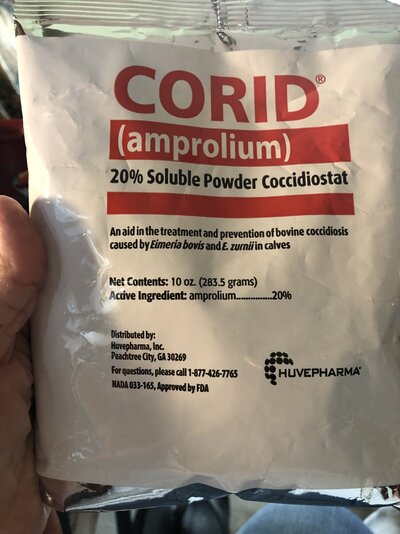 CORID®
(amprolium)
20% Soluble Powder Coccidiostat
An aid in the treatment and prevention of bovine coccidiosis
caused by Eimeria bovis and E. zurnii in calves
Net Contents: 10 oz. (283.5 grams)
Active Ingredient: amprolium...............20%
Distributed by:
Huvepharma, Inc.
Peachtree City, GA 30269
For questions, please call 1-877-426-7765
NADA 033-165, Approved by FDA
HUVEPHARMA